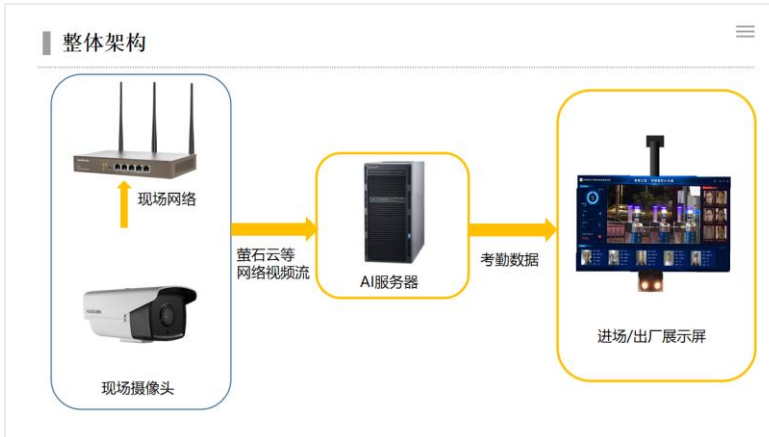 整体架构
现场网络
现场摄像头
萤石云等
网络视频流
AI服务器
考勤数据
进场/出厂展示屏